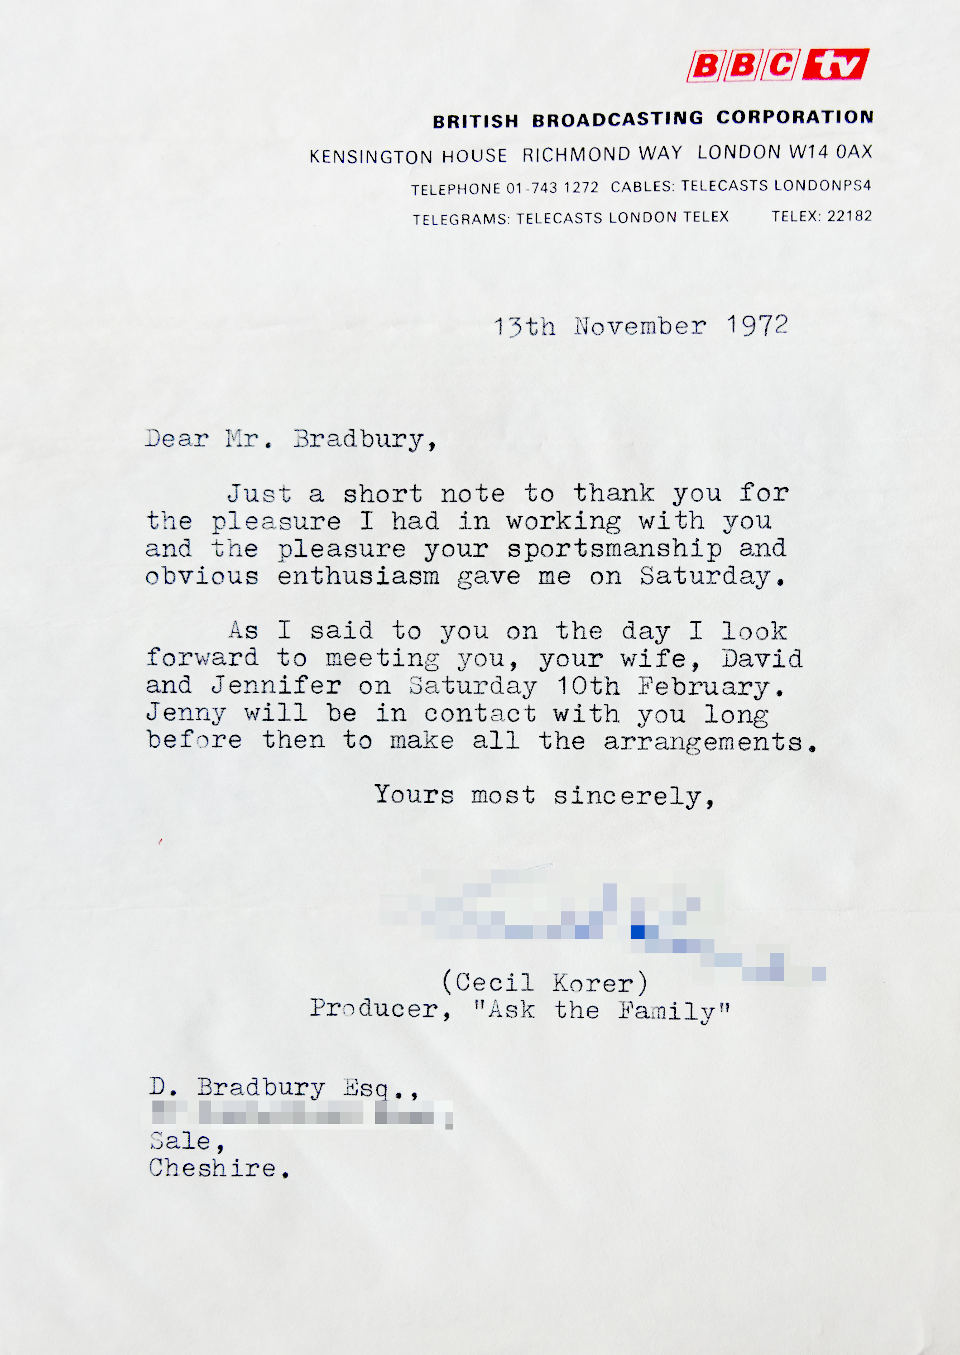 BBC tv
BRITISH BROADCASTING CORPORATION
KENSINGTON HOUSE RICHMOND WAY LONDON W14 0AX
TELEPHONE 01-743 1272 CABLES: TELECASTS LONDONPS4
TELEGRAMS: TELECASTS LONDON TELEX TELEX: 22182
13th November 1972
Dear Mr. Bradbury,
Just a short note to thank you for
the pleasure I had in working with you
and the pleasure your sportsmanship and
obvious enthusiasm gave me on Saturday.
As I said to you on the day I look
forward to meeting you, your wife, David
and Jennifer on Saturday 10th February.
Jenny will be in contact with you long
before then to make all the arrangements.
Yours most sincerely,
(Cecil Korer)
Producer, "Ask the Family"
D. Bradbury Esq.,
Sale,
Cheshire.